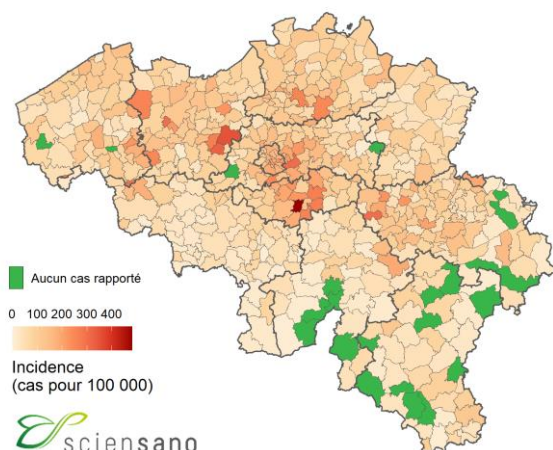 Aucun cas rapporté
0 100 200 300 400
Incidence
(cas pour 100 000)
sciensano